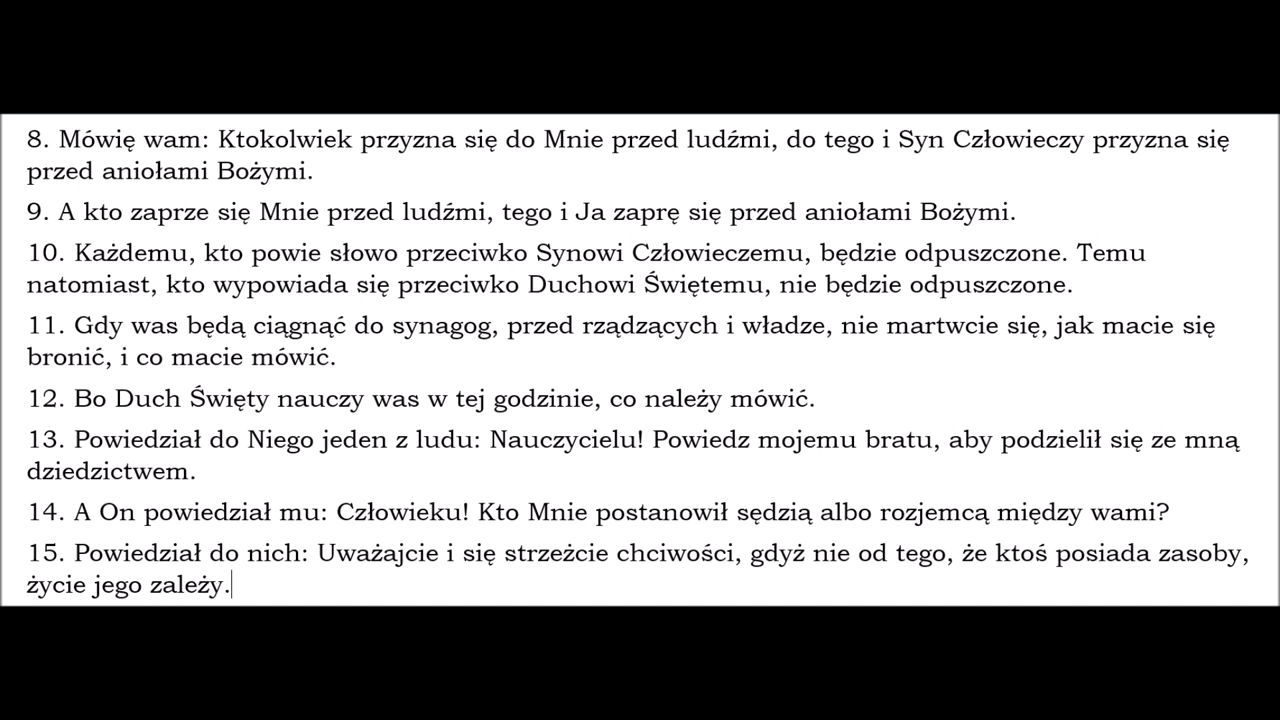 8. Mówię wam: Ktokolwiek przyzna się do Mnie przed ludźmi, do tego i Syn Człowieczy przyzna się
przed aniołami Bożymi.
9. A kto zaprze się Mnie przed ludźmi, tego i Ja zaprę się przed aniołami Bożymi.
10. Każdemu, kto powie słowo przeciwko Synowi Człowieczemu, będzie odpuszczone. Temu
natomiast, kto wypowiada się przeciwko Duchowi Świętemu, nie będzie odpuszczone.
11. Gdy was będą ciągnąć do synagog, przed rządzących i władze, nie martwcie się, jak macie się
bronić, i co macie mówić.
12. Bo Duch Święty nauczy was w tej godzinie, co należy mówić.
13. Powiedział do Niego jeden z ludu: Nauczycielu! Powiedz mojemu bratu, aby podzielił się ze mną
dziedzictwem.
14. A On powiedział mu: Człowieku! Kto Mnie postanowił sędzią albo rozjemcą między wami?
15. Powiedział do nich: Uważajcie i się strzeżcie chciwości, gdyż nie od tego, że ktoś posiada zasoby,
życie jego zależy.